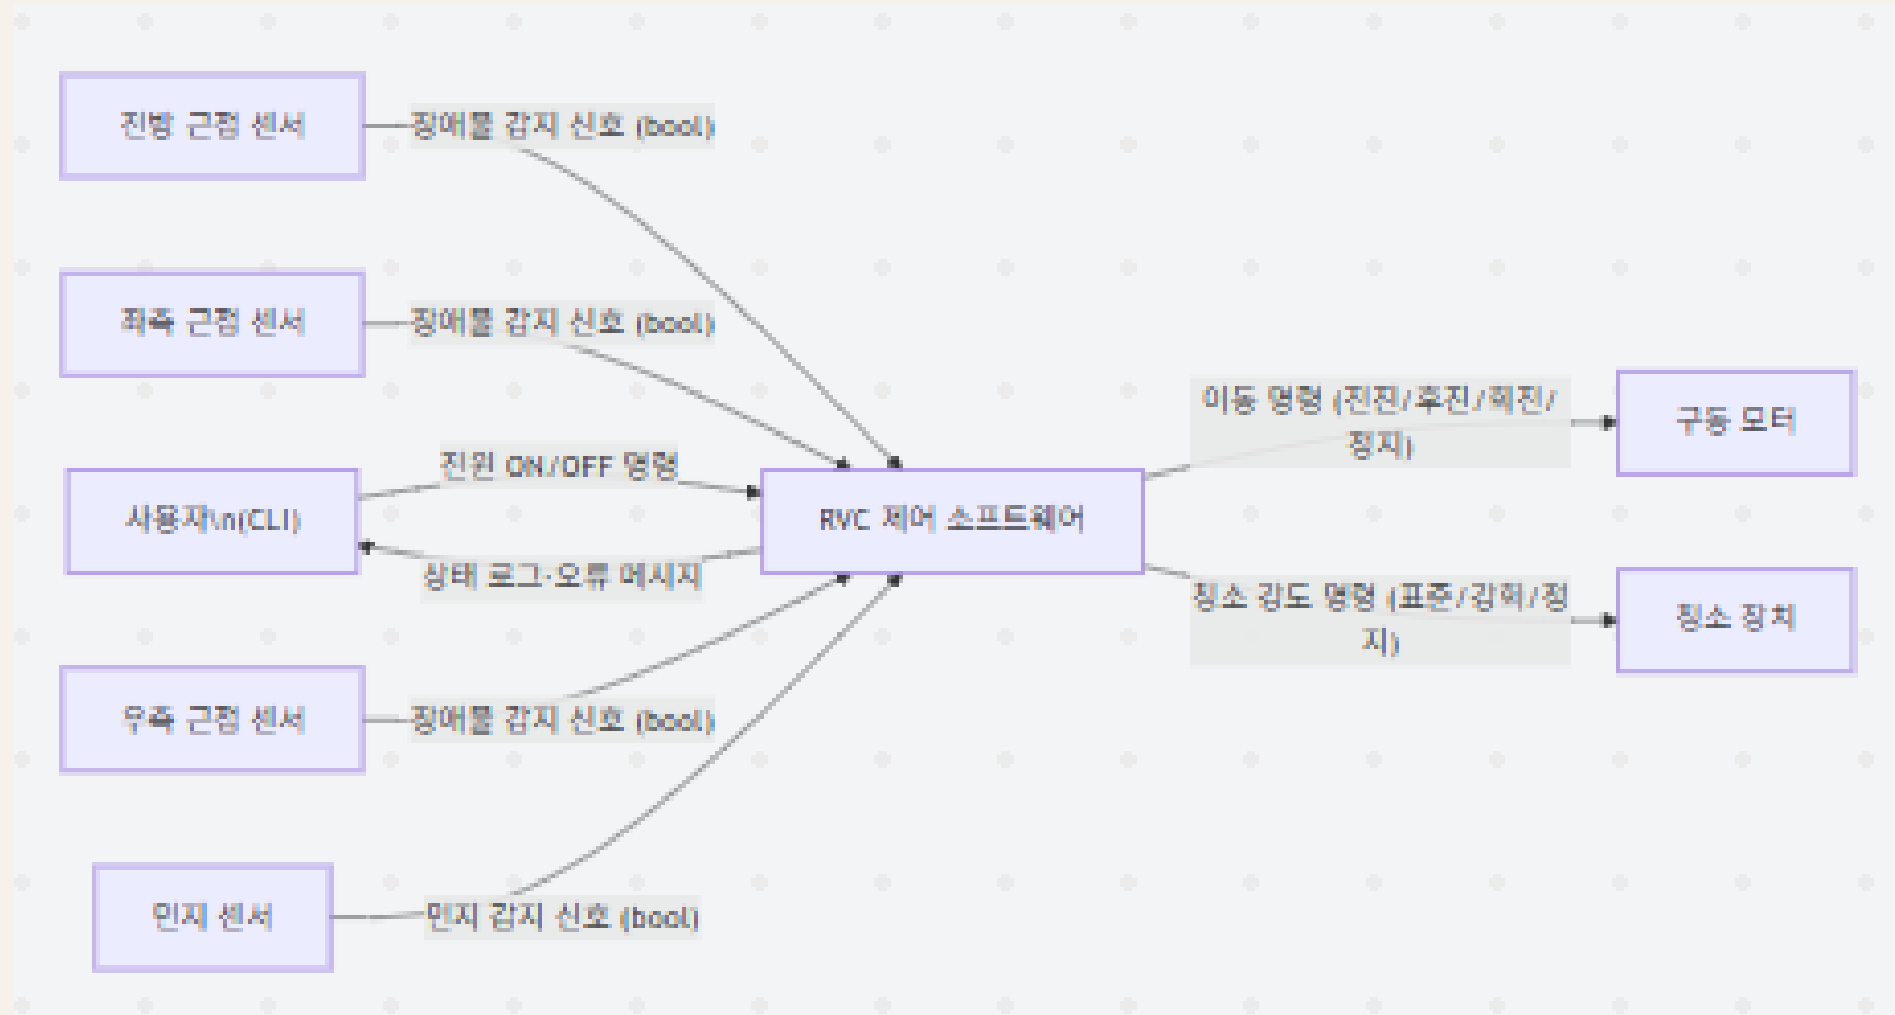 전방 근접 센서
장애물 감지 신호 (bool)
좌측 근접 센서
장애물 감지 신호 (bool)
이동 명령 (전진/후진/회전/
정지)
구동 모터
전원 ON/OFF 명령
사용자\n(CLI)
RVC 제어 소프트웨어
상태 로그·오류 메시지
청소 강도 명령 (표준/강화/정
지)
청소 장치
우측 근접 센서
장애물 감지 신호 (bool)
먼지 센서
먼지 감지 신호 (bool)